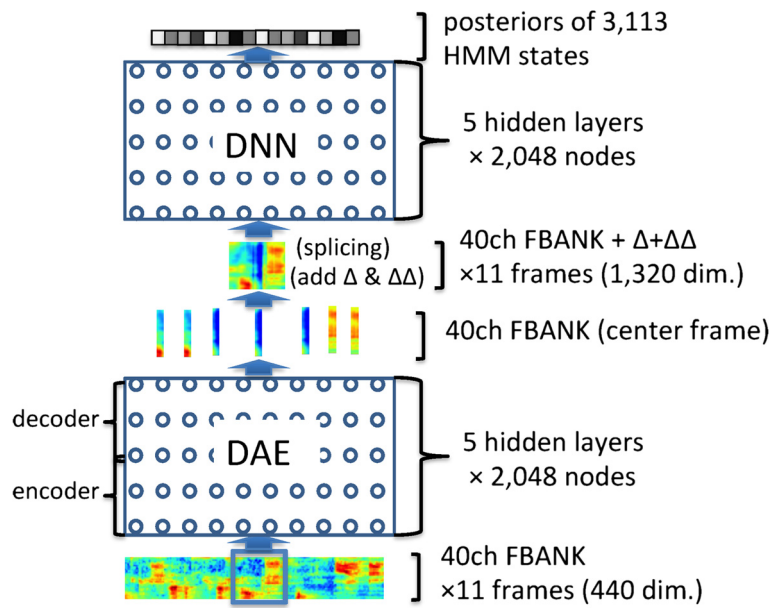 posteriors of 3,113
HMM states
DNN
5 hidden layers
× 2,048 nodes
(splicing)
(add Δ & ΔΔ)
40ch FBANK + Δ+ΔΔ
×11 frames (1,320 dim.)
40ch FBANK (center frame)
decoder
encoder
DAE
5 hidden layers
× 2,048 nodes
40ch FBANK
×11 frames (440 dim.)